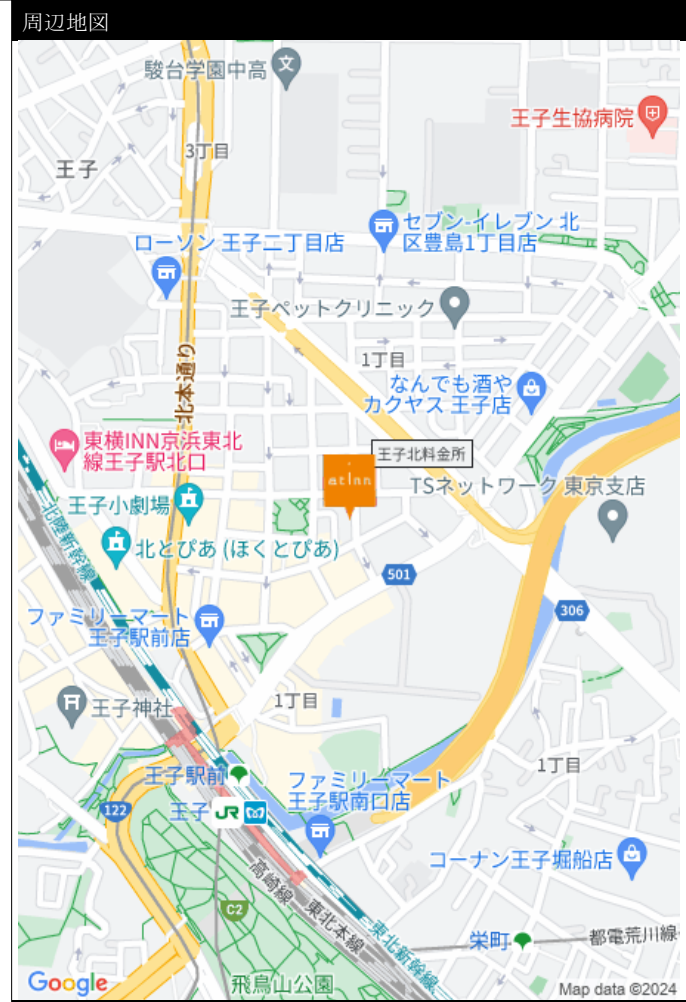 周辺地図
駿台学園中高
文
王子生協病院
3丁目
王子
セブン-イレブン 北
区豊島1丁目店
ローソン 王子二丁目店
王子ペットクリニック
1丁目
北本通り
なんでも酒や
カクヤス 王子店
東横INN京浜東北
線王子駅北口
王子北料金所
at inn
TSネットワーク 東京支店
王子小劇場
北陸新幹線
北とぴあ (ほくとぴあ)
501
306
ファミリーマート
王子駅前店
1丁目
王子神社
1丁目
王子駅前
ファミリーマート
王子駅南口店
122
王子
JR
コーナン王子堀船店
高崎線
C2
東北本線
東北新幹線
栄町
都電荒川線
飛鳥山公園
Google
Map data ©2024